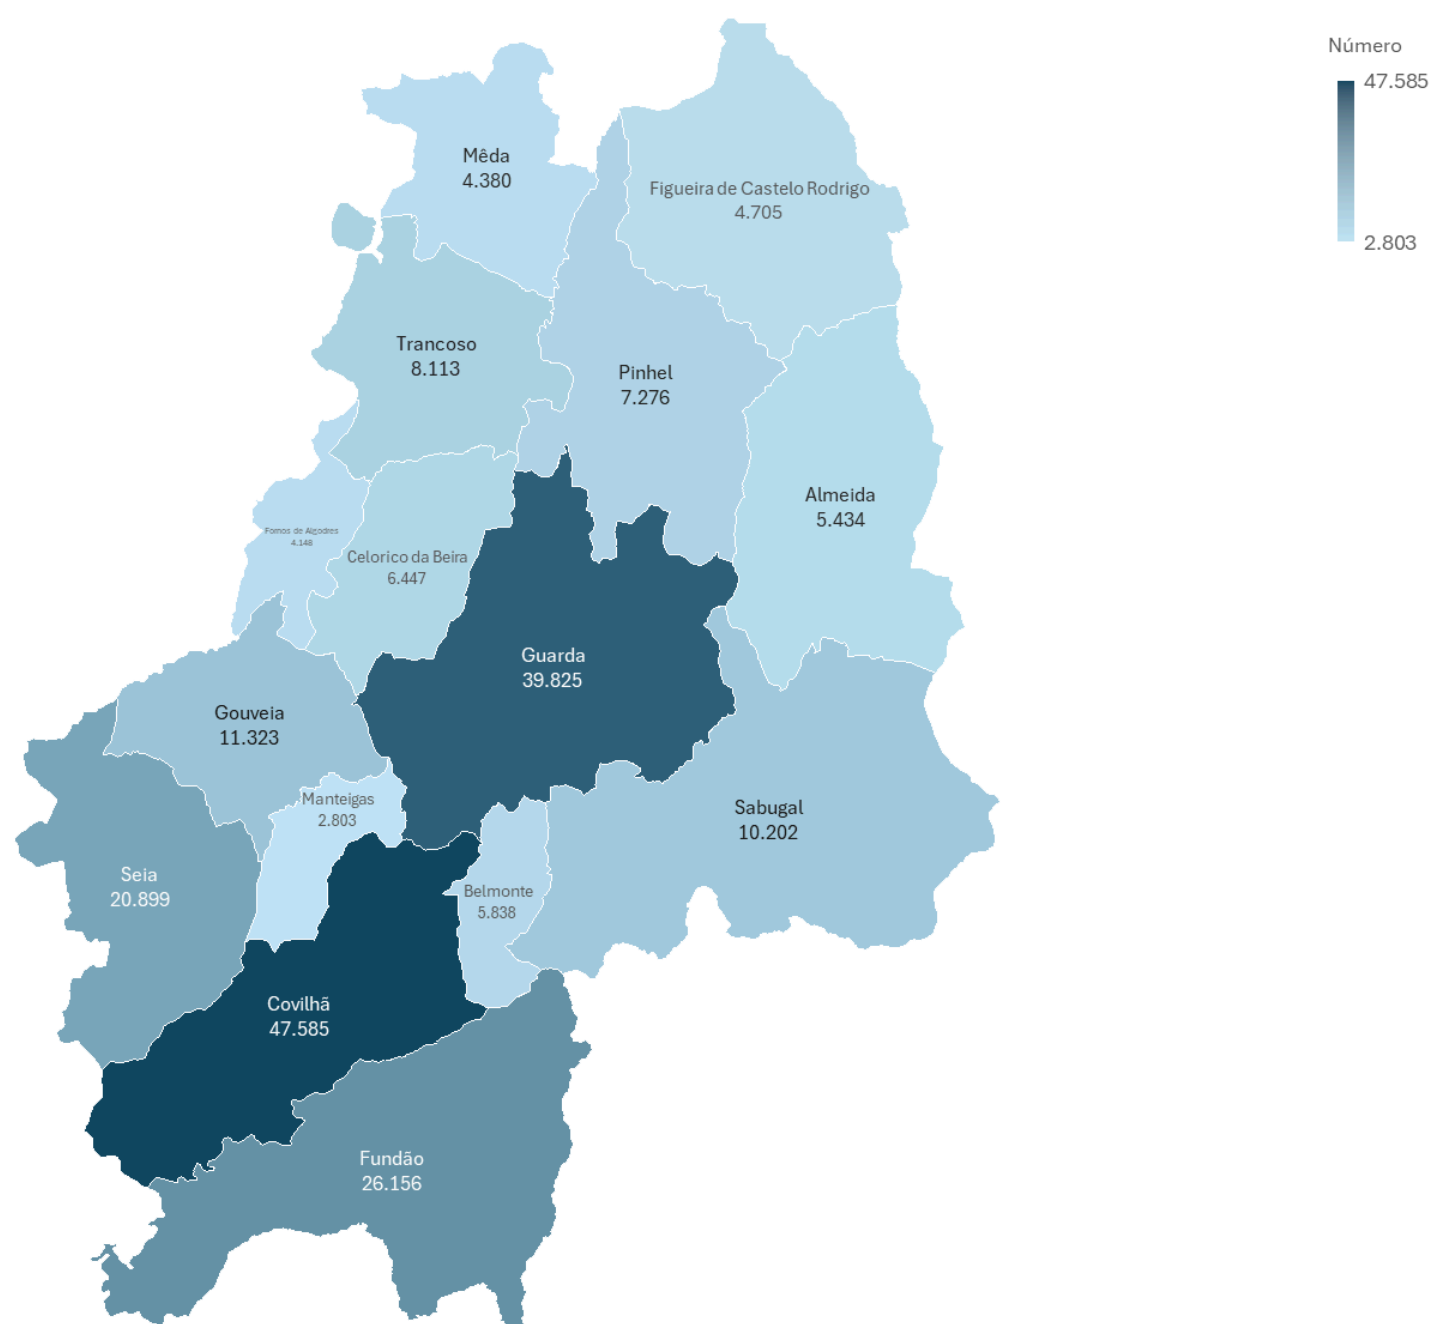 Número
47.585
2.803
Mêda
4.380
Figueira de Castelo Rodrigo
4.705
Trancoso
8.113
Pinhel
7.276
Almeida
5.434
Fornos de Algodres
4.148
Celorico da Beira
6.447
Guarda
39.825
Gouveia
11.323
Manteigas
2.803
Sabugal
10.202
Seia
20.899
Belmonte
5.838
Covilhã
47.585
Fundão
26.156